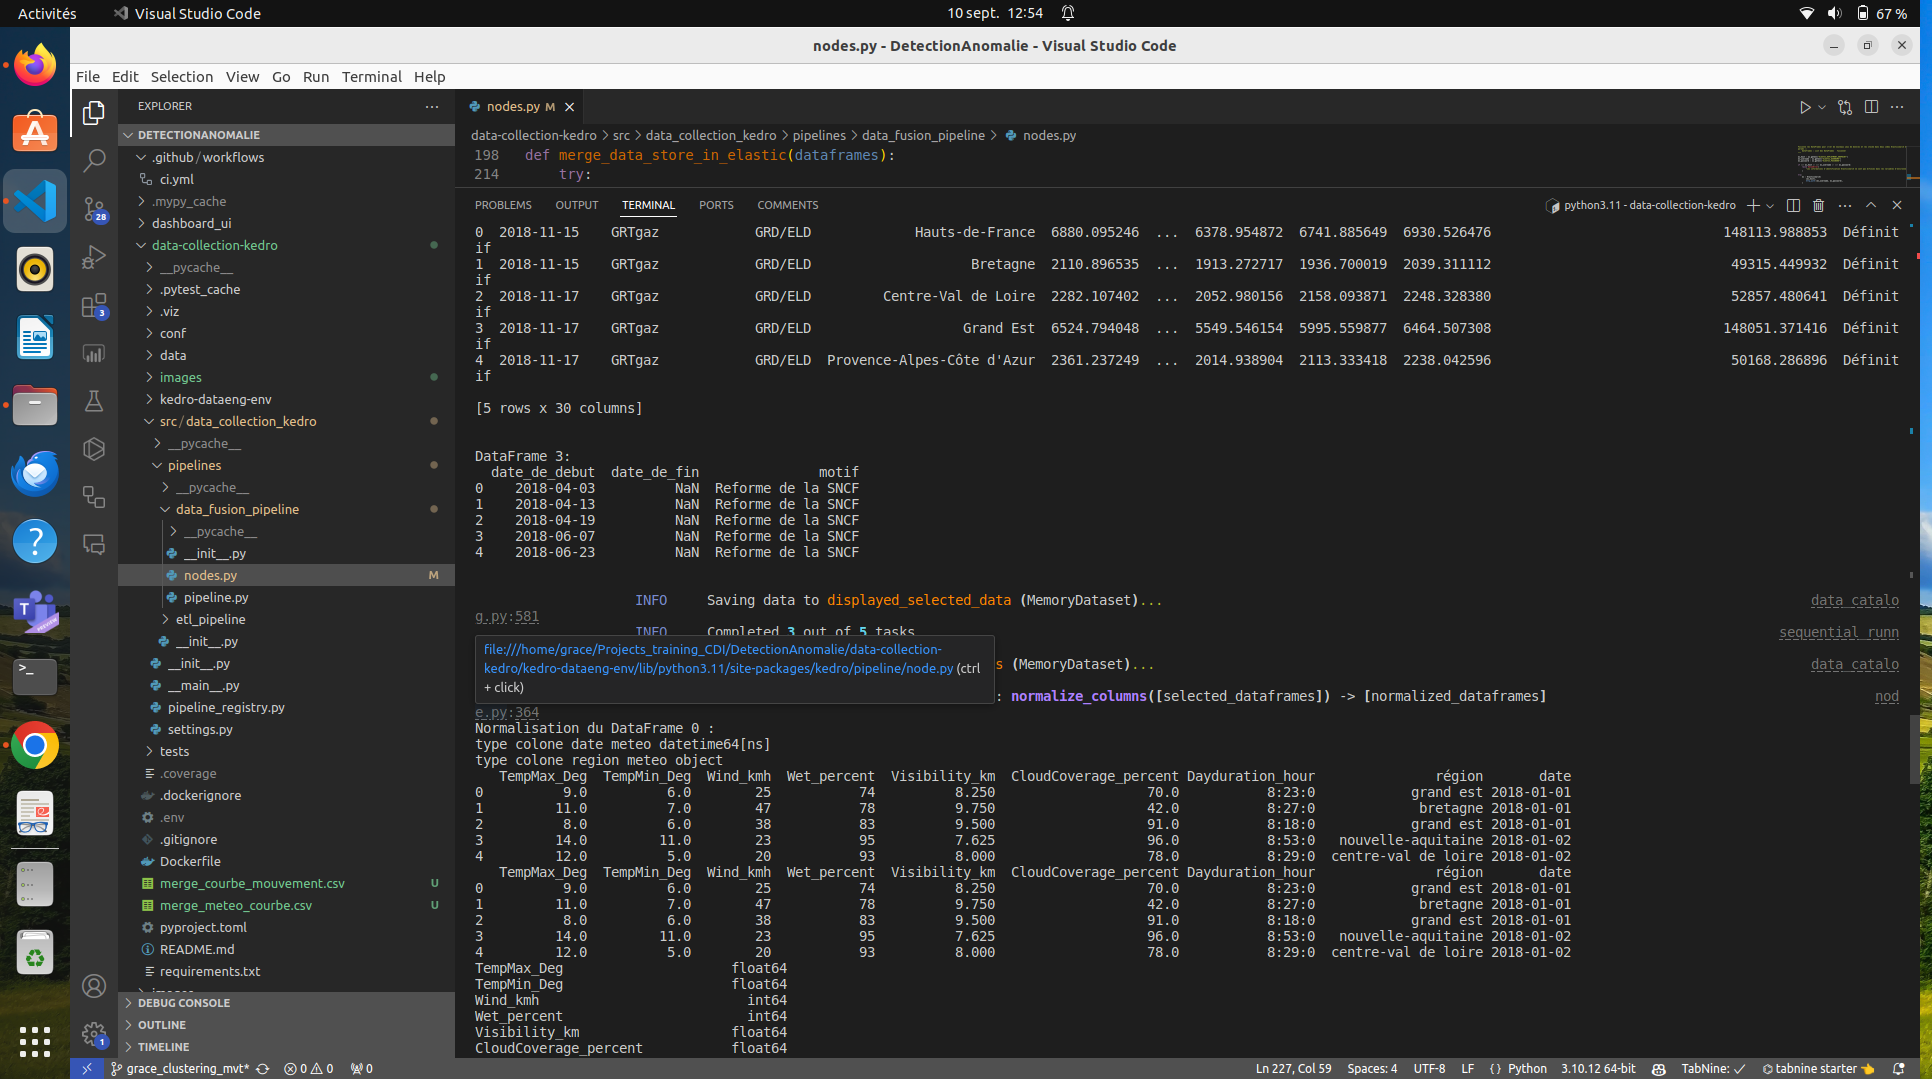 Activités
Visual Studio Code
10 sept. 12:54
67 %
nodes.py - DetectionAnomalie - Visual Studio Code
File Edit Selection View Go Run Terminal Help
EXPLORER
DETECTIONANOMALIE
.github/workflows
ci.yml
.mypy_cache
dashboard_ui
data-collection-kedro
__pycache__
.pytest_cache
.viz
conf
data
images
kedro-dataeng-env
src/data_collection_kedro
__pycache__
pipelines
__pycache__
data_fusion_pipeline
__pycache__
__init__.py
nodes.py M
pipeline.py
etl_pipeline
__init__.py
__init__.py
__main__.py
pipeline_registry.py
settings.py
tests
.coverage
.dockerignore
.env
.gitignore
Dockerfile
merge_courbe_mouvement.csv U
merge_meteo_courbe.csv U
pyproject.toml
README.md
requirements.txt
DEBUG CONSOLE
OUTLINE
TIMELINE
28
3
1
nodes.py M
data-collection-kedro > src > data_collection_kedro > pipelines > data_fusion_pipeline > nodes.py
198 def merge_data_store_in_elastic(dataframes):
214 try:
PROBLEMS OUTPUT TERMINAL PORTS COMMENTS
python3.11 - data-collection-kedro
0 2018-11-15 GRTgaz GRD/ELD Hauts-de-France 6880.095246 ... 6378.954872 6741.885649 6930.526476 148113.988853 Définit
if
1 2018-11-15 GRTgaz GRD/ELD Bretagne 2110.896535 ... 1913.272717 1936.700019 2039.311112 49315.449932 Définit
if
2 2018-11-17 GRTgaz GRD/ELD Centre-Val de Loire 2282.107402 ... 2052.980156 2158.093871 2248.328380 52857.480641 Définit
if
3 2018-11-17 GRTgaz GRD/ELD Grand Est 6524.794048 ... 5549.546154 5995.559877 6464.507308 148051.371416 Définit
if
4 2018-11-17 GRTgaz GRD/ELD Provence-Alpes-Côte d'Azur 2361.237249 ... 2014.938904 2113.333418 2238.042596 50168.286896 Définit
if
[5 rows x 30 columns]
DataFrame 3:
date_de_debut date_de_fin motif
0 2018-04-03 NaN Reforme de la SNCF
1 2018-04-13 NaN Reforme de la SNCF
2 2018-04-19 NaN Reforme de la SNCF
3 2018-06-07 NaN Reforme de la SNCF
4 2018-06-23 NaN Reforme de la SNCF
INFO Saving data to displayed_selected_data (MemoryDataset)... data_catalo
g.py:581
INFO Completed 3 out of 5 tasks sequential_runn
file:///home/grace/Projects_training_CDI/DetectionAnomalie/data-collection-
kedro/kedro-dataeng-env/lib/python3.11/site-packages/kedro/pipeline/node.py (ctrl
+ click)
s (MemoryDataset)... data_catalo
: normalize_columns([selected_dataframes]) -> [normalized_dataframes] nod
e.py:364
Normalisation du DataFrame 0 :
type colone date meteo datetime64[ns]
type colone region meteo object
TempMax_Deg TempMin_Deg Wind_kmh Wet_percent Visibility_km CloudCoverage_percent Dayduration_hour région date
0 9.0 6.0 25 74 8.250 70.0 8:23:0 grand est 2018-01-01
1 11.0 7.0 47 78 9.750 42.0 8:27:0 bretagne 2018-01-01
2 8.0 6.0 38 83 9.500 91.0 8:18:0 grand est 2018-01-01
3 14.0 11.0 23 95 7.625 96.0 8:53:0 nouvelle-aquitaine 2018-01-02
4 12.0 5.0 20 93 8.000 78.0 8:29:0 centre-val de loire 2018-01-02
TempMax_Deg TempMin_Deg Wind_kmh Wet_percent Visibility_km CloudCoverage_percent Dayduration_hour région date
0 9.0 6.0 25 74 8.250 70.0 8:23:0 grand est 2018-01-01
1 11.0 7.0 47 78 9.750 42.0 8:27:0 bretagne 2018-01-01
2 8.0 6.0 38 83 9.500 91.0 8:18:0 grand est 2018-01-01
3 14.0 11.0 23 95 7.625 96.0 8:53:0 nouvelle-aquitaine 2018-01-02
4 12.0 5.0 20 93 8.000 78.0 8:29:0 centre-val de loire 2018-01-02
TempMax_Deg float64
TempMin_Deg float64
Wind_kmh int64
Wet_percent int64
Visibility_km float64
CloudCoverage_percent float64
grace_clustering_mvt* 0 0 0
Ln 227, Col 59 Spaces: 4 UTF-8 LF Python 3.10.12 64-bit TabNine: tabnine starter